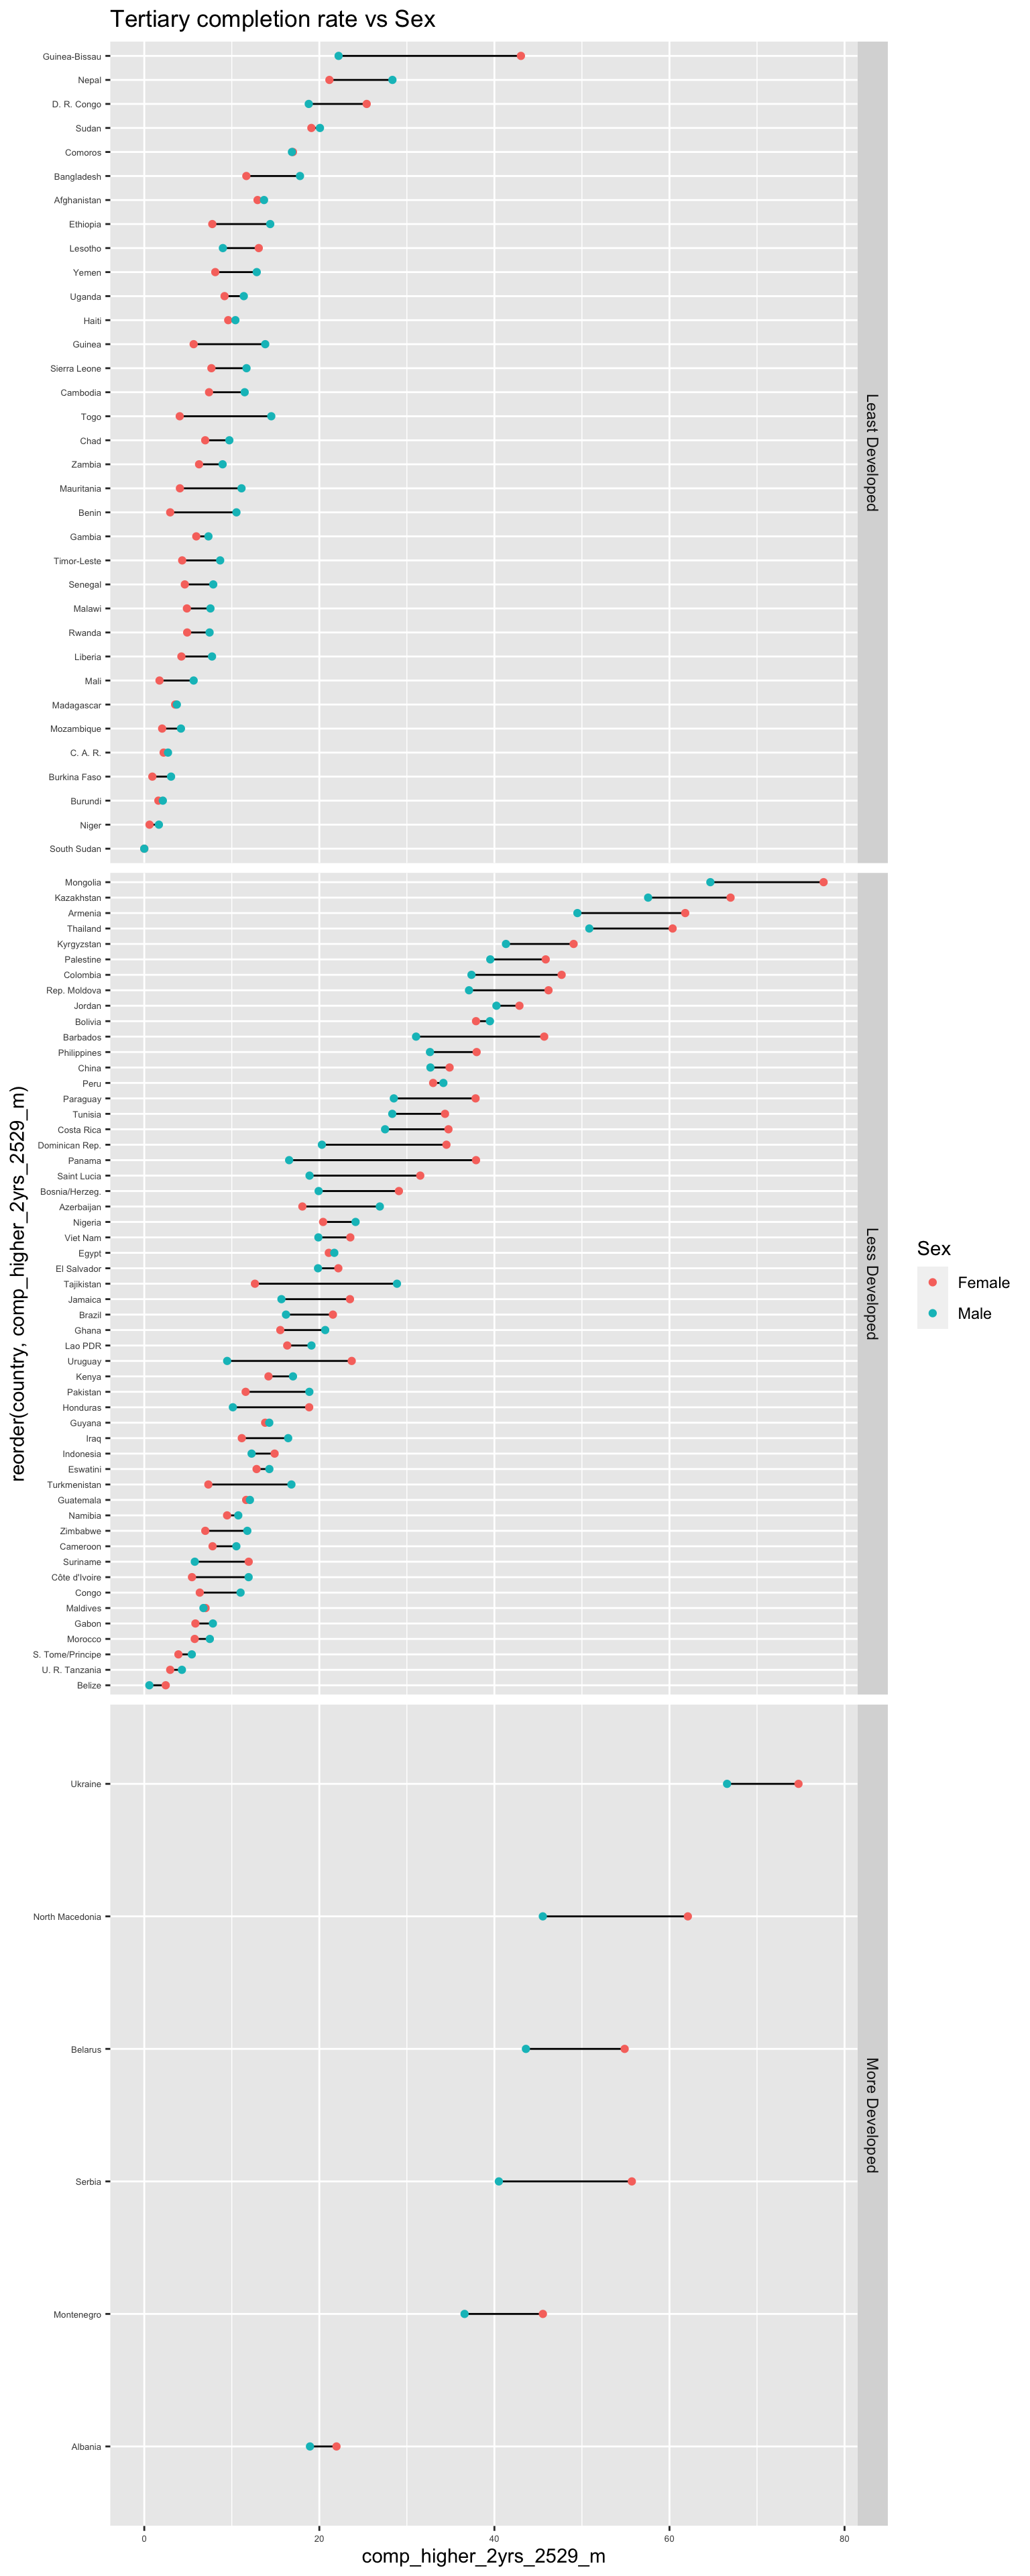 Tertiary completion rate vs Sex
Guinea-Bissau
Nepal
D. R. Congo
Sudan
Comoros
Bangladesh
Afghanistan
Ethiopia
Lesotho
Yemen
Uganda
Haiti
Guinea
Sierra Leone
Cambodia
Togo
Chad
Zambia
Mauritania
Benin
Gambia
Timor-Leste
Senegal
Malawi
Rwanda
Liberia
Mali
Madagascar
Mozambique
C. A. R.
Burkina Faso
Burundi
Niger
South Sudan
Least Developed
Mongolia
Kazakhstan
Armenia
Thailand
Kyrgyzstan
Palestine
Colombia
Rep. Moldova
Jordan
Bolivia
Barbados
Philippines
China
Peru
Paraguay
Tunisia
Costa Rica
Dominican Rep.
Panama
Saint Lucia
Bosnia/Herzeg.
Azerbaijan
Nigeria
Viet Nam
Egypt
El Salvador
Tajikistan
Jamaica
Brazil
Ghana
Lao PDR
Uruguay
Kenya
Pakistan
Honduras
Guyana
Iraq
Indonesia
Eswatini
Turkmenistan
Guatemala
Namibia
Zimbabwe
Cameroon
Suriname
Côte d'Ivoire
Congo
Maldives
Gabon
Morocco
S. Tome/Principe
U. R. Tanzania
Belize
Less Developed
Ukraine
North Macedonia
Belarus
Serbia
Montenegro
Albania
More Developed
reorder(country, comp_higher_2yrs_2529_m)
0 20 40 60 80
comp_higher_2yrs_2529_m
Sex
Female
Male